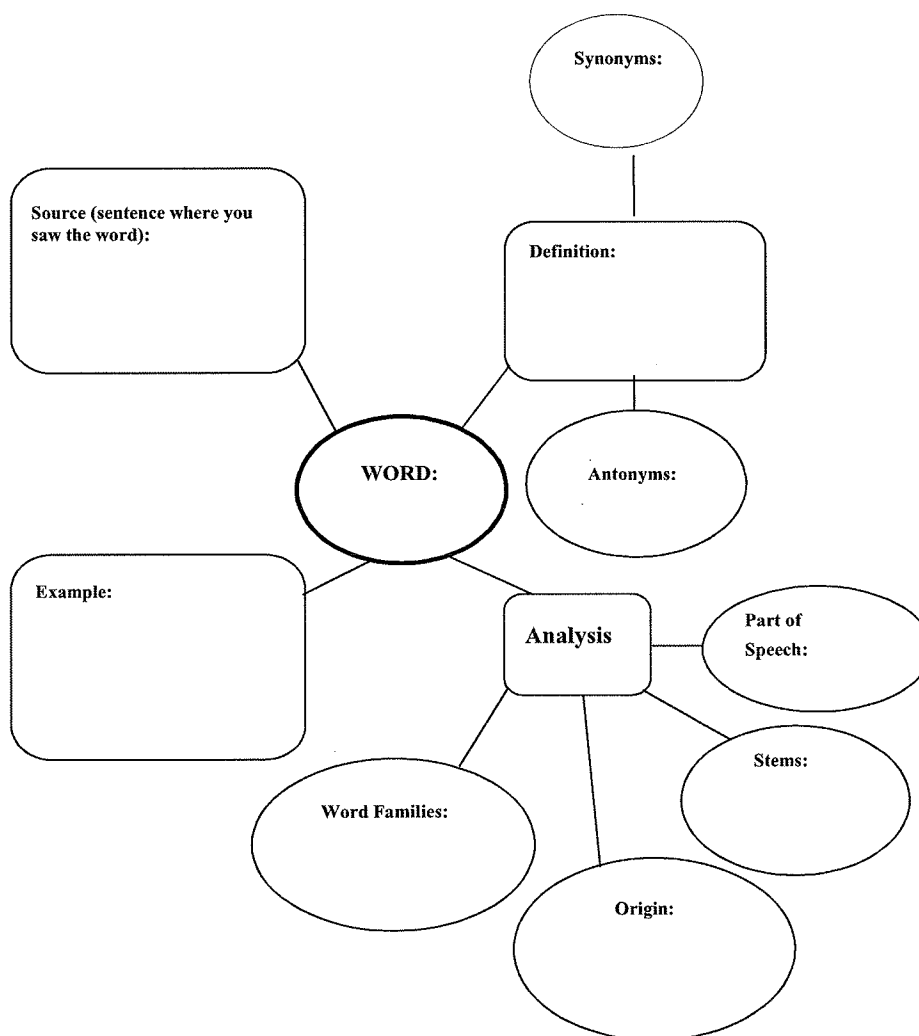 Synonyms:
Source (sentence where you
saw the word):
Definition:
WORD:
Antonyms:
Example:
Analysis
Part of
Speech:
Stems:
Word Families:
Origin: